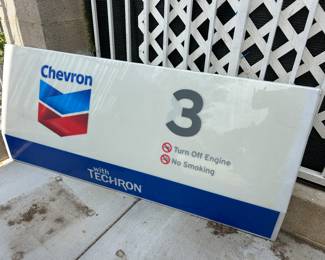 Chevron
3
Turn Off Engine
No Smoking
with
TECHRON